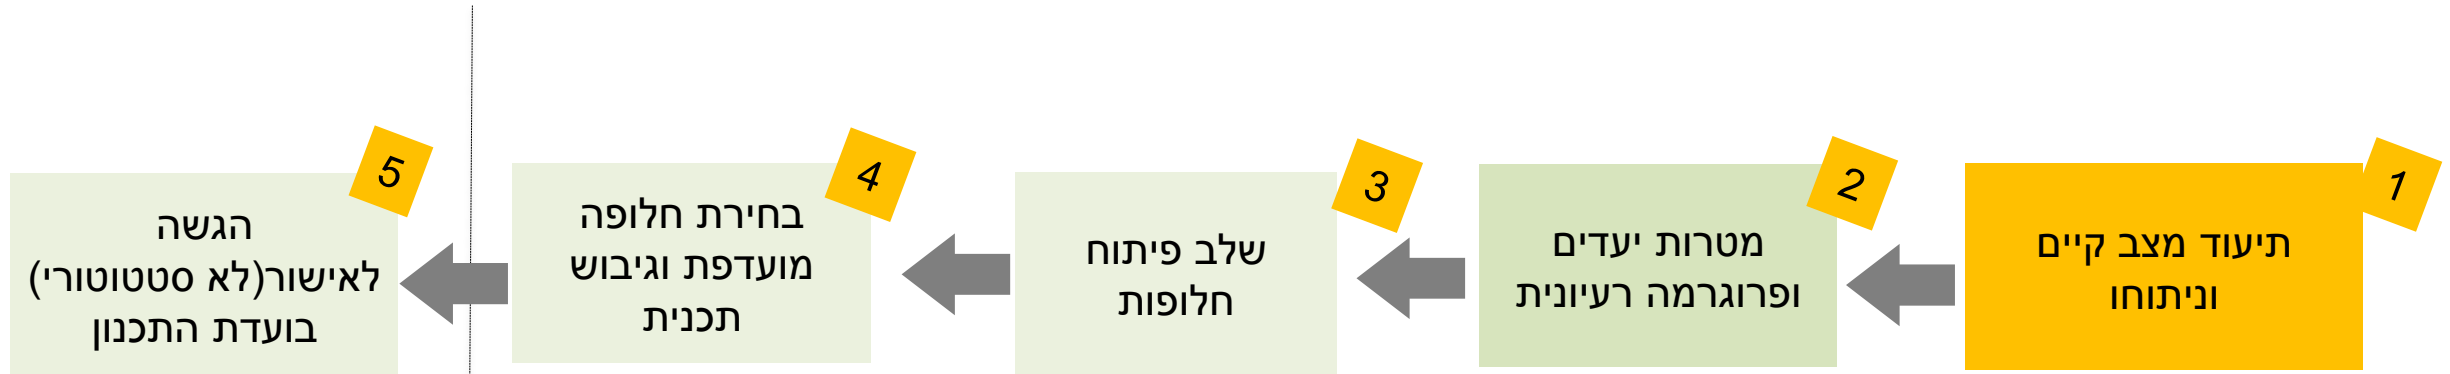 1
תיעוד מצב קיים
וניתוחו
2
מטרות יעדים
ופרוגרמה רעיונית
3
שלב פיתוח
חלופות
4
בחירת חלופה
מועדפת וגיבוש
תכנית
5
הגשה
לאישור(לא סטטוטורי)
בועדת התכנון